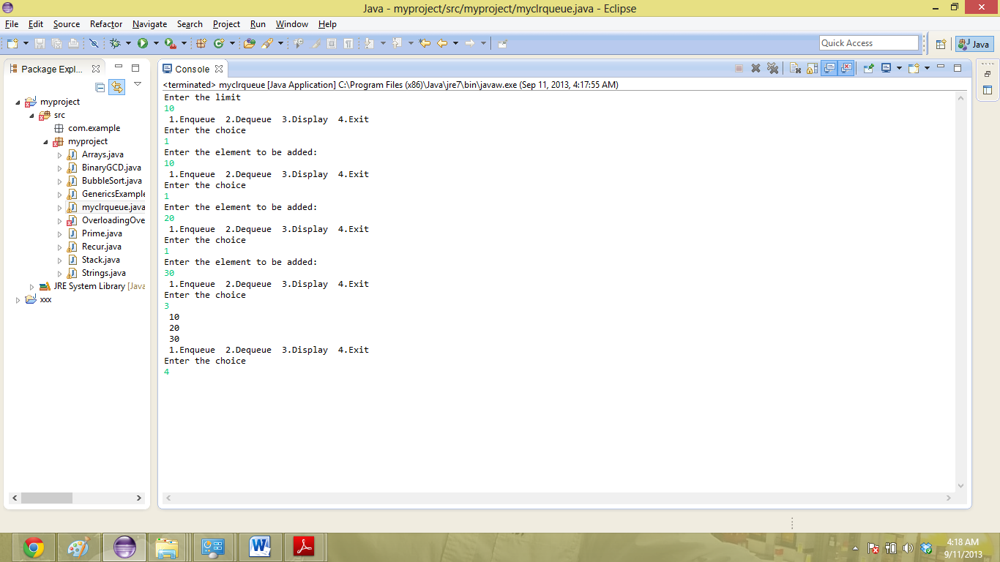 Java - myproject/src/myproject/myclrqueue.java - Eclipse
File Edit Source Refactor Navigate Search Project Run Window Help
Quick Access
Java
Package Expl...
myproject
src
com.example
myproject
Arrays.java
BinaryGCD.java
BubbleSort.java
GenericsExample
myclrqueue.java
OverloadingOve
Prime.java
Recur.java
Stack.java
Strings.java
JRE System Library [Java
xxx
Console
<terminated> myclrqueue [Java Application] C:\Program Files (x86)\Java\jre7\bin\javaw.exe (Sep 11, 2013, 4:17:55 AM)
Enter the limit
10
1.Enqueue 2.Dequeue 3.Display 4.Exit
Enter the choice
1
Enter the element to be added:
10
1.Enqueue 2.Dequeue 3.Display 4.Exit
Enter the choice
1
Enter the element to be added:
20
1.Enqueue 2.Dequeue 3.Display 4.Exit
Enter the choice
1
Enter the element to be added:
30
1.Enqueue 2.Dequeue 3.Display 4.Exit
Enter the choice
3
10
20
30
1.Enqueue 2.Dequeue 3.Display 4.Exit
Enter the choice
4
4:18 AM
9/11/2013